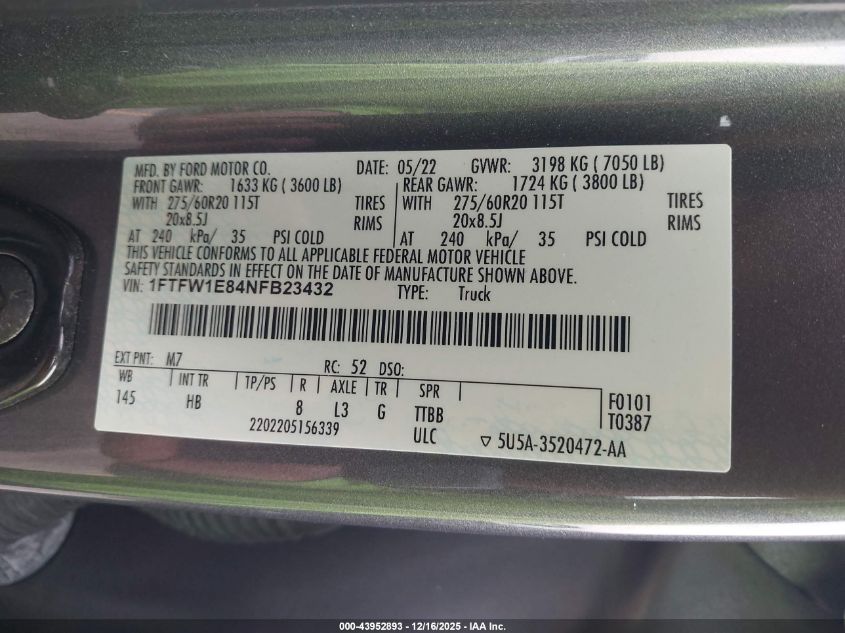 MFD. BY FORD MOTOR CO. DATE: 05/22 GVWR: 3198 KG ( 7050 LB)
FRONT GAWR: 1633 KG ( 3600 LB) REAR GAWR: 1724 KG ( 3800 LB)
WITH 275/60R20 115T TIRES WITH 275/60R20 115T TIRES
20x8.5J RIMS 20x8.5J RIMS
AT 240 kPa/ 35 PSI COLD AT 240 kPa/ 35 PSI COLD
THIS VEHICLE CONFORMS TO ALL APPLICABLE FEDERAL MOTOR VEHICLE
SAFETY STANDARDS IN EFFECT ON THE DATE OF MANUFACTURE SHOWN ABOVE.
VIN: 1FTFW1E84NFB23432 TYPE: Truck
EXT PNT: M7 RC: 52 DSO:
WB INT TR TP/PS R AXLE TR SPR
145 HB 8 L3 G TTBB F0101
T0387
2202205156339 ULC ▽ 5U5A-3520472-AA
000-43952893 - 12/16/2025 - IAA Inc.